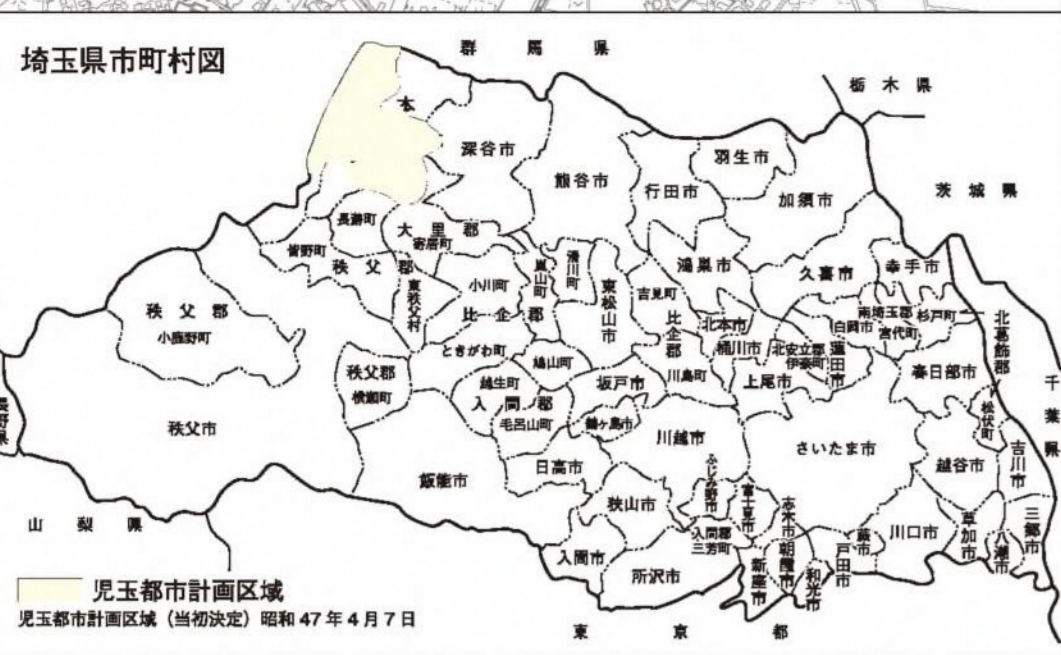 埼玉県市町村図
群馬県
栃木県
茨城県
本
深谷市
熊谷市
羽生市
行田市
加須市
長瀞町
大里郡
寄居町
皆野町
秩父郡
東秩父村
小川町
嵐山町
滑川町
比企郡
東松山市
吉見町
鴻巣市
久喜市
幸手市
比企郡
北本市
桶川市
北安立郡
伊奈町
白岡市
南埼玉郡
宮代町
杉戸町
蓮田市
北葛飾郡
秩父郡
小鹿野町
ときがわ町
鳩山町
秩父郡
横瀬町
越生町
入間郡
毛呂山町
坂戸市
川島町
上尾市
春日部市
松伏町
千葉県
長野県
秩父市
鶴ヶ島市
川越市
さいたま市
越谷市
吉川市
飯能市
日高市
狭山市
ふじみ野市
富士見市
志木市
山梨県
入間市
所沢市
入間郡
三芳町
新座市
朝霞市
和光市
戸田市
蕨市
川口市
草加市
八潮市
三郷市
東京都
児玉都市計画区域
児玉都市計画区域（当初決定）昭和47年4月7日